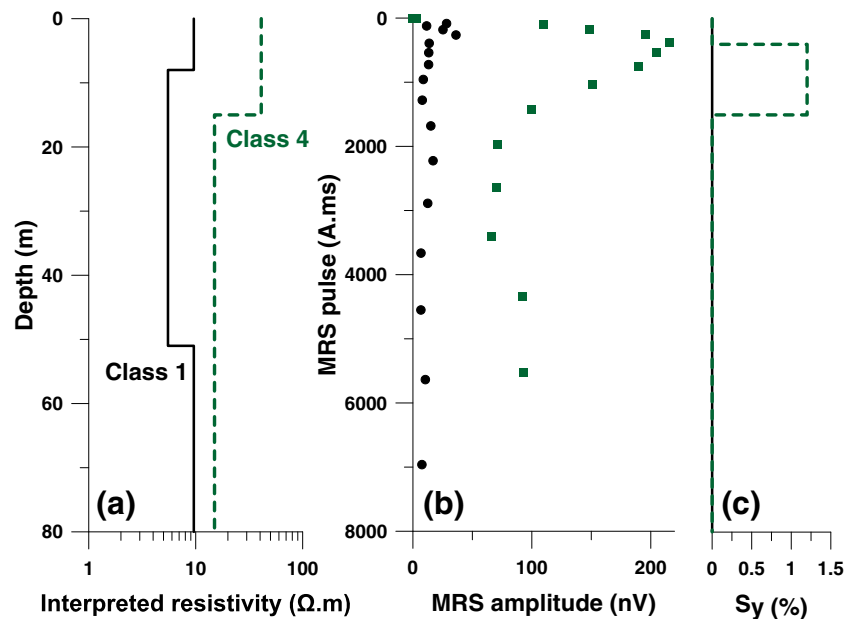 0
20
40
60
80
Depth (m)
Class 4
Class 1
(a)
1
10
100
Interpreted resistivity (Ω.m)
0
2000
4000
6000
8000
MRS pulse (A.ms)
(b)
0
100
200
MRS amplitude (nV)
(c)
0
0.5
1
1.5
Sy (%)